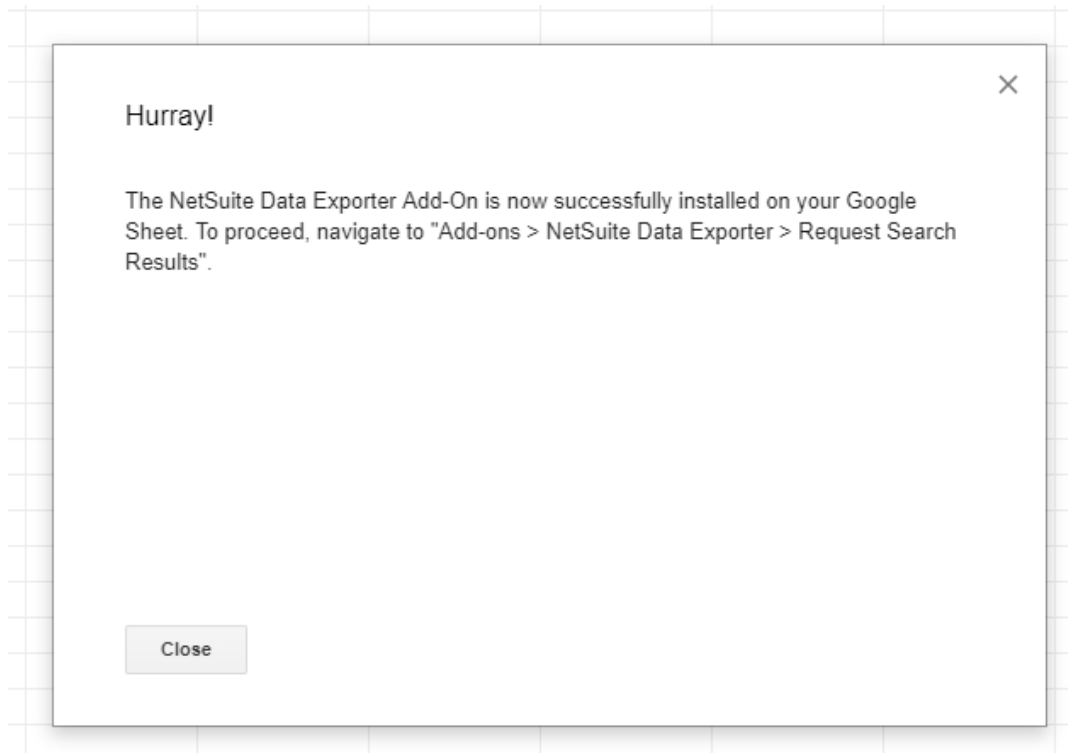 Hurray!
The NetSuite Data Exporter Add-On is now successfully installed on your Google
Sheet. To proceed, navigate to "Add-ons > NetSuite Data Exporter > Request Search
Results".
Close